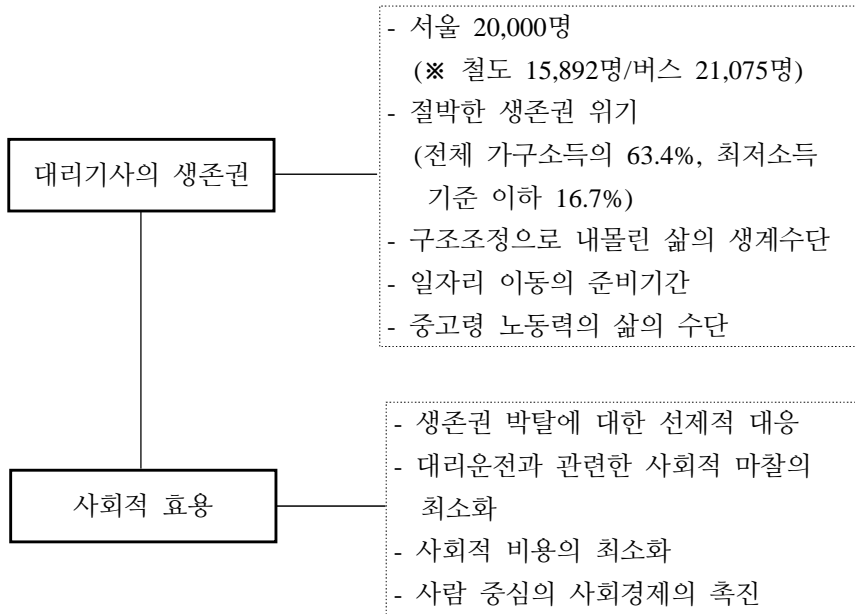 대리기사의 생존권
- 서울 20,000명
(※ 철도 15,892명/버스 21,075명)
- 절박한 생존권 위기
(전체 가구소득의 63.4%, 최저소득
기준 이하 16.7%)
- 구조조정으로 내몰린 삶의 생계수단
- 일자리 이동의 준비기간
- 중고령 노동력의 삶의 수단
사회적 효용
- 생존권 박탈에 대한 선제적 대응
- 대리운전과 관련한 사회적 마찰의
최소화
- 사회적 비용의 최소화
- 사람 중심의 사회경제의 촉진